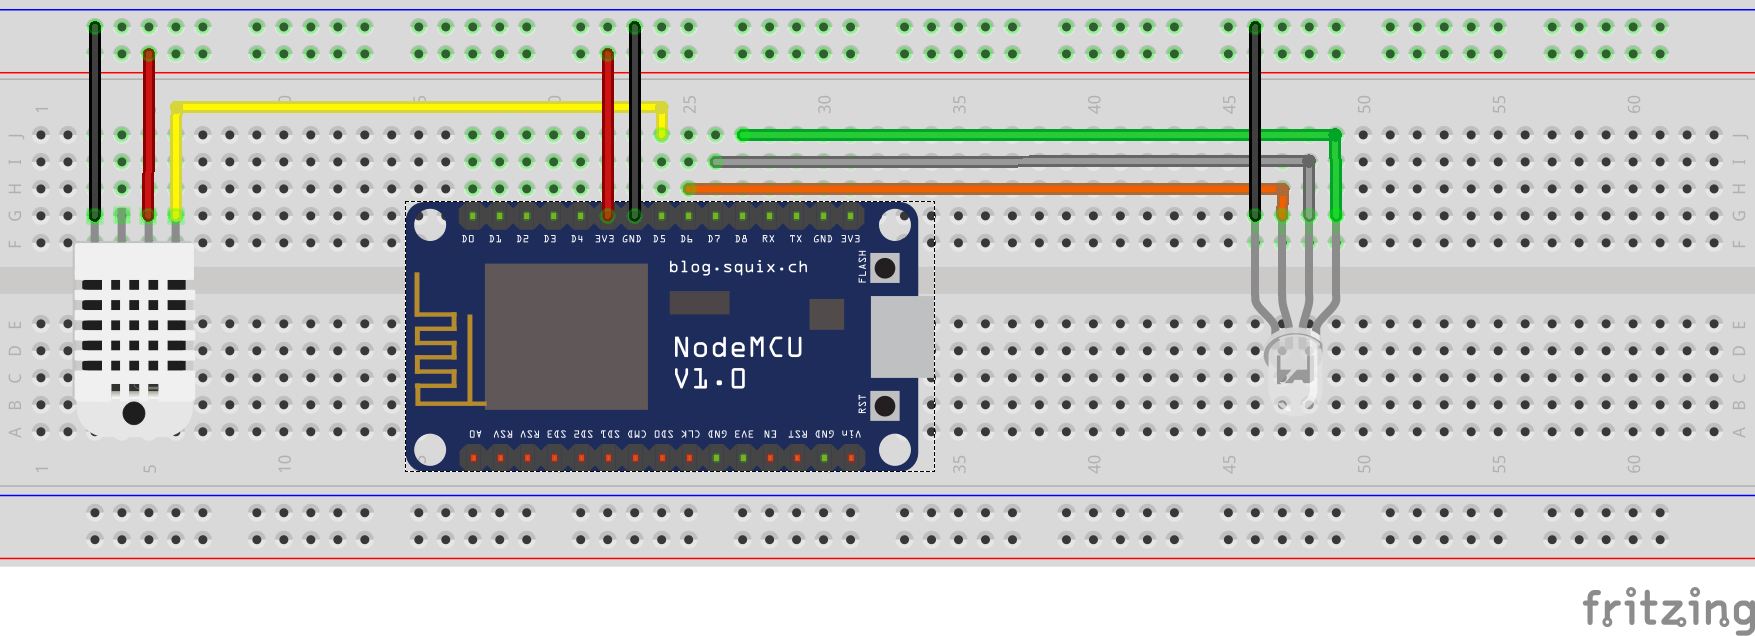 1 0 5 0 25 30 35 40 45 50 55 60
J J
I I
H H
G G
F F
D0 D1 D2 D3 D4 3V3 GND D5 D6 D7 D8 RX TX GND 3V3
blog.squix.ch
FLASH
NodeMCU
V1.0
RST
E E
D D
C C
B B
A A
A0 RSV RSV SD3 SD2 SD1 CMD SD0 CLK GND 3V3 EN RST GND Vin
1 5 10 35 40 45 50 55 60
fritzing